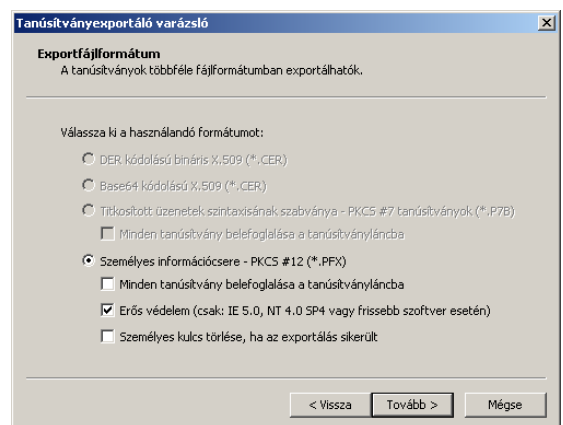 Tanúsítványexportáló varázsló
Exportfájlformátum
A tanúsítványok többféle fájlformátumban exportálhatók.
Válassza ki a használandó formátumot:
DER kódolású bináris X.509 (*.CER)
Base64 kódolású X.509 (*.CER)
Titkosított üzenetek szintaxisának szabványa - PKCS #7 tanúsítványok (*.P7B)
Minden tanúsítvány belefoglalása a tanúsítványláncba
Személyes információcsere - PKCS #12 (*.PFX)
Minden tanúsítvány belefoglalása a tanúsítványláncba
Erős védelem (csak: IE 5.0, NT 4.0 SP4 vagy frissebb szoftver esetén)
Személyes kulcs törlése, ha az exportálás sikerült
< Vissza Tovább > Mégse